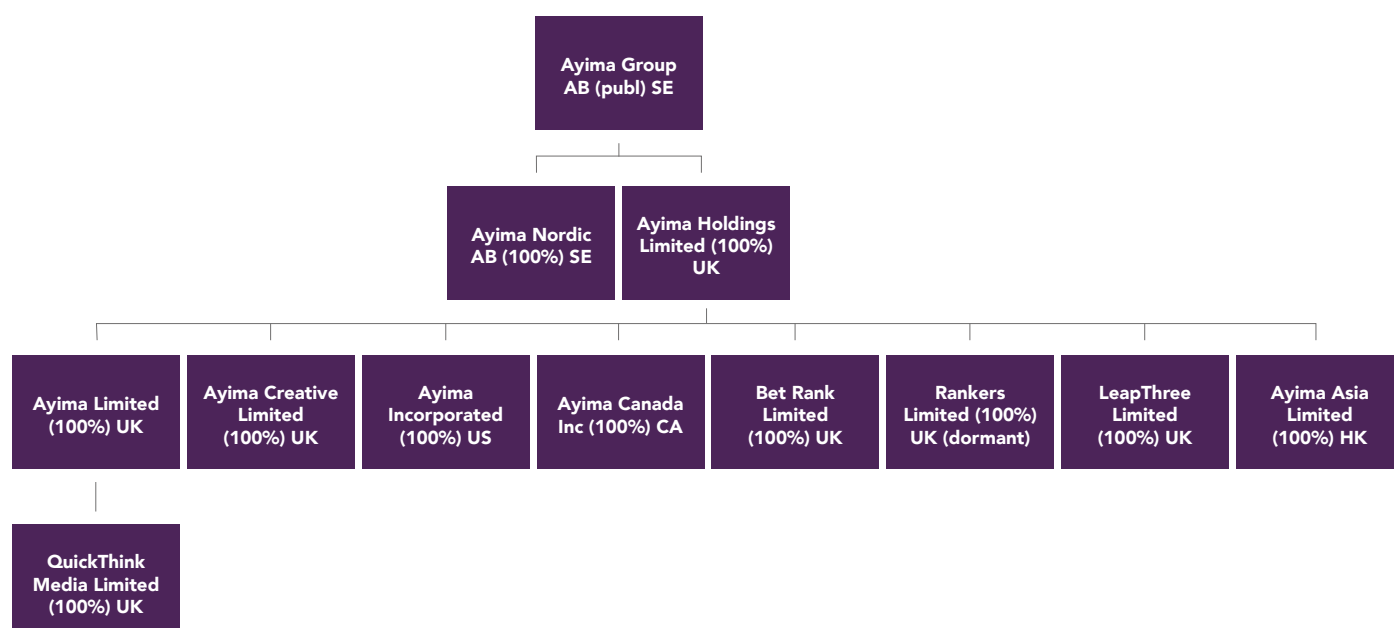 Ayima Group
AB (publ) SE
Ayima Nordic
AB (100%) SE
Ayima Holdings
Limited (100%)
UK
Ayima Limited
(100%) UK
Ayima Creative
Limited
(100%) UK
Ayima
Incorporated
(100%) US
Ayima Canada
Inc (100%) CA
Bet Rank
Limited
(100%) UK
Rankers
Limited (100%)
UK (dormant)
LeapThree
Limited
(100%) UK
Ayima Asia
Limited
(100%) HK
QuickThink
Media Limited
(100%) UK